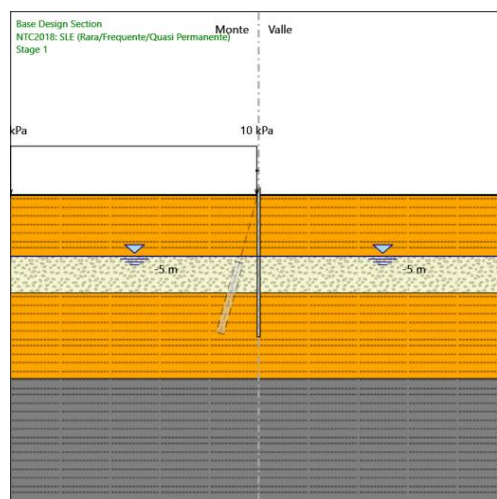 Base Design Section
NTC2018: SLE (Rara/Frequente/Quasi Permanente)
Stage 1
Monte Valle
kPa 10 kPa
-5 m -5 m